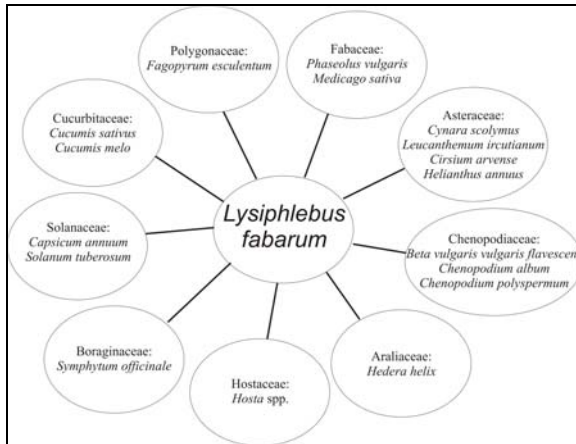 Polygonaceae:
Fagopyrum esculentum
Fabaceae:
Phaseolus vulgaris
Medicago sativa
Cucurbitaceae:
Cucumis sativus
Cucumis melo
Asteraceae:
Cynara scolymus
Leucanthemum ircutianum
Cirsium arvense
Helianthus annuus
Lysiphlebus
fabarum
Solanaceae:
Capsicum annuum
Solanum tuberosum
Chenopodiaceae:
Beta vulgaris vulgaris flavescens
Chenopodium album
Chenopodium polyspermum
Boraginaceae:
Symphytum officinale
Hostaceae:
Hosta spp.
Araliaceae:
Hedera helix